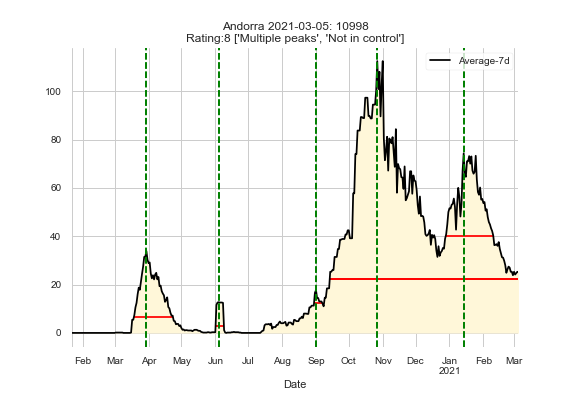 Andorra 2021-03-05: 10998
Rating:8 ['Multiple peaks', 'Not in control']
Average-7d
100
80
60
40
20
0
Feb Mar Apr May Jun Jul Aug Sep Oct Nov Dec Jan Feb Mar
2021
Date